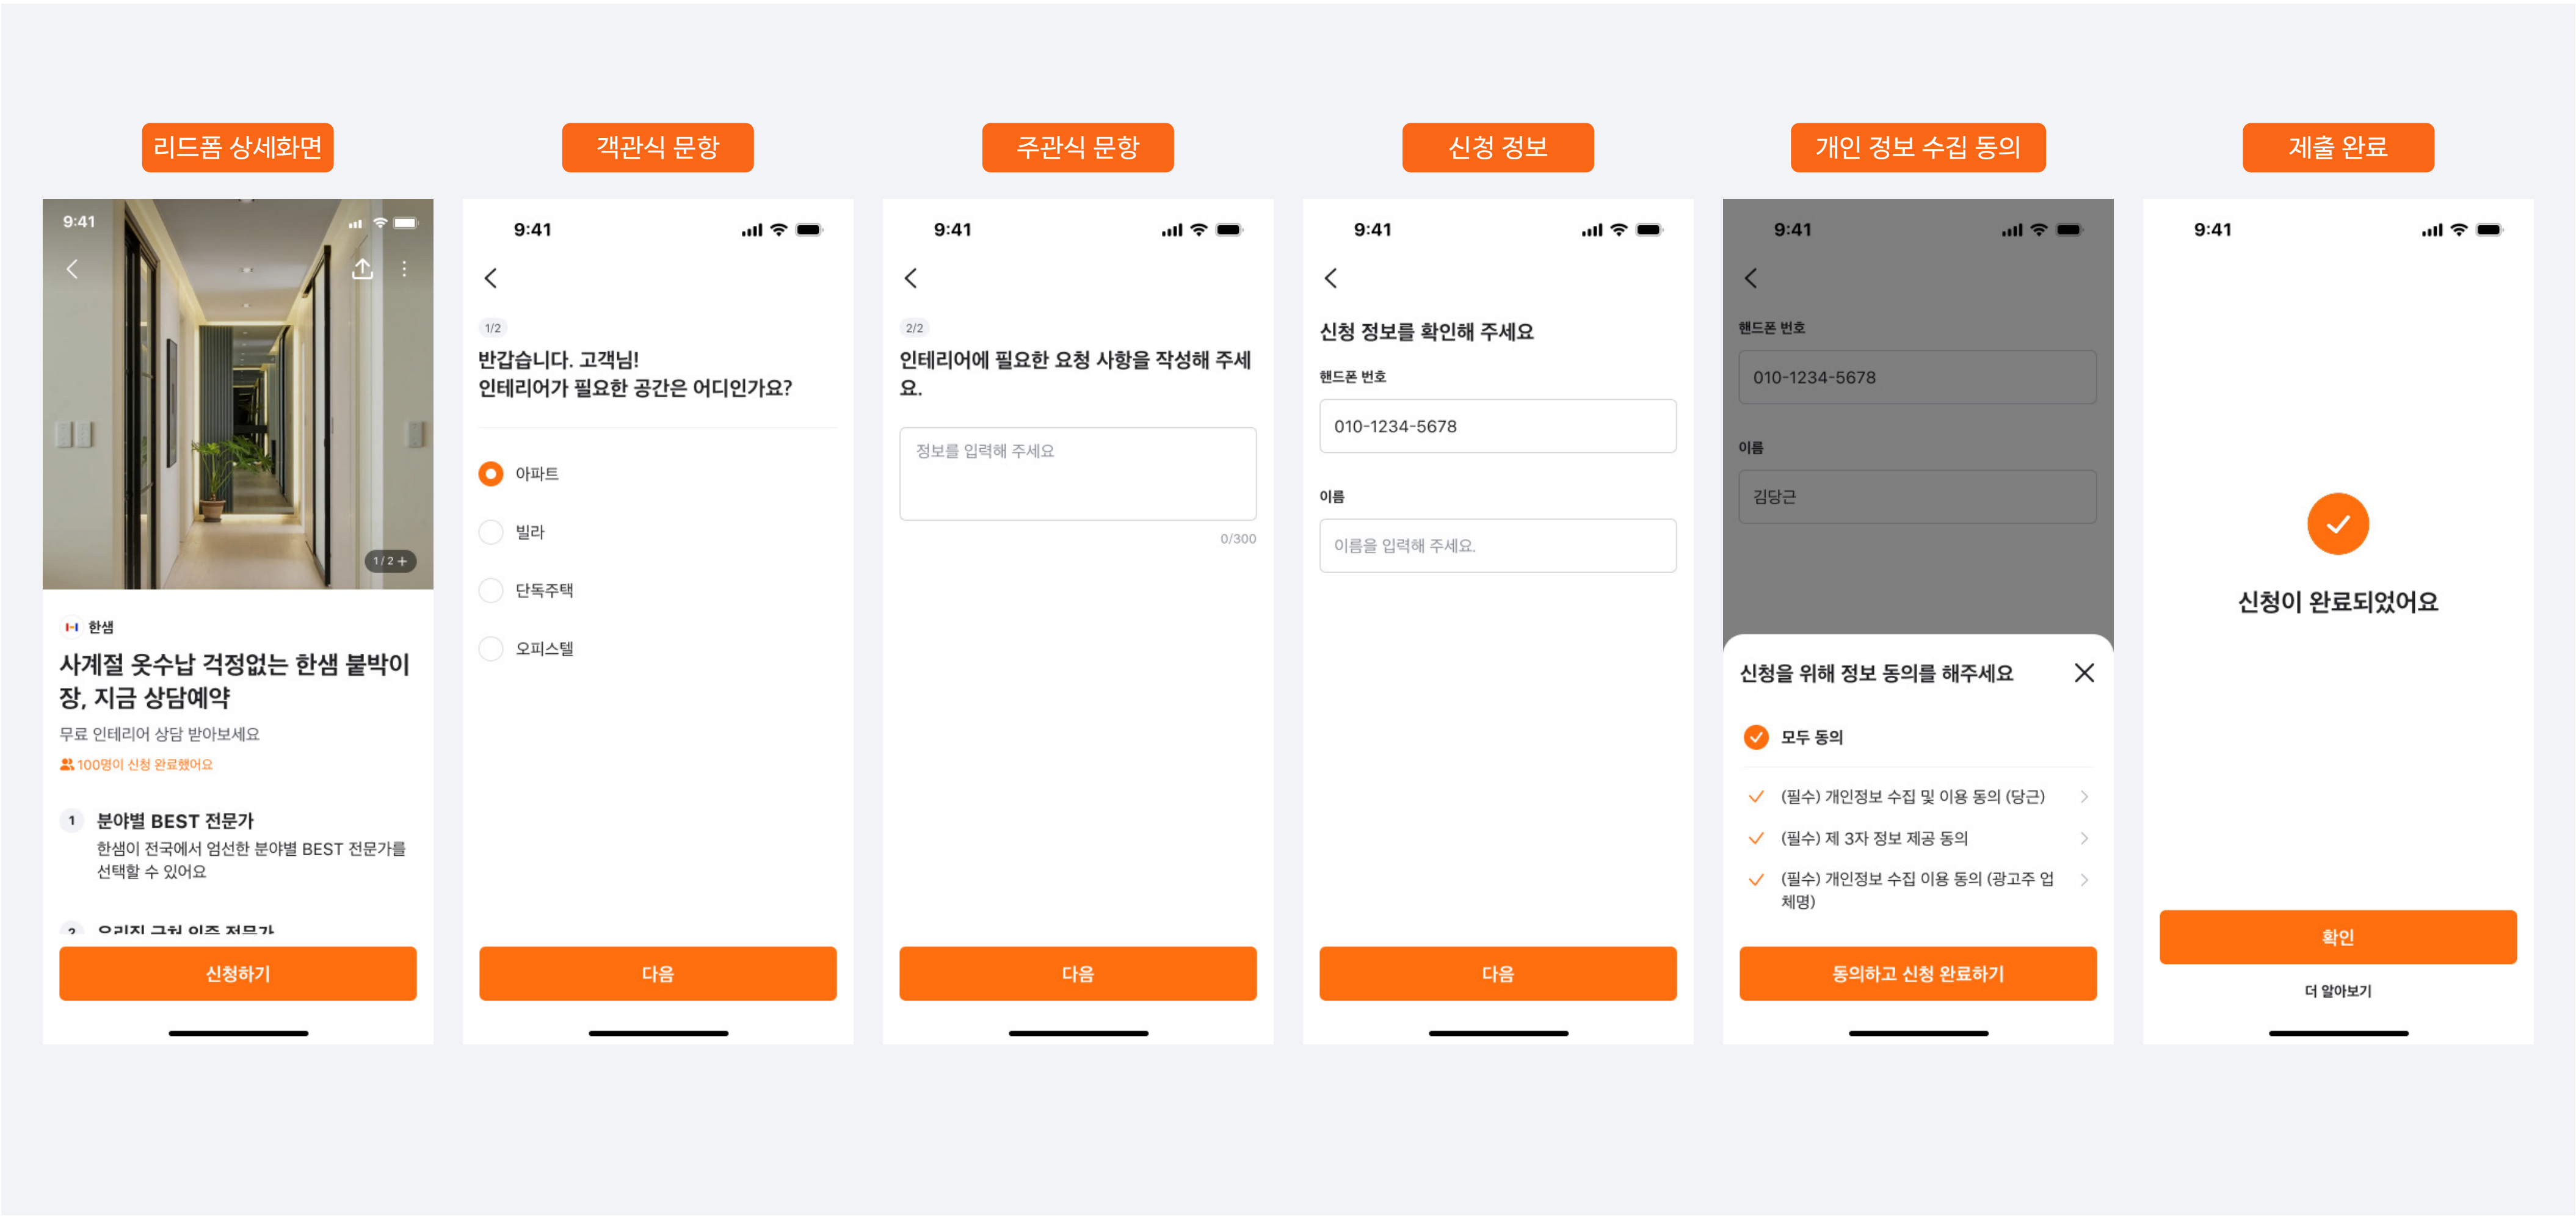 리드폼 상세화면
9:41
1/2 +
한샘
사계절 옷수납 걱정없는 한샘 붙박이
장, 지금 상담예약
무료 인테리어 상담 받아보세요
100명이 신청 완료했어요
1 분야별 BEST 전문가
한샘이 전국에서 엄선한 분야별 BEST 전문가를
선택할 수 있어요
2 우리집 근처 인증 전문가
신청하기
객관식 문항
9:41
1/2
반갑습니다. 고객님!
인테리어가 필요한 공간은 어디인가요?
아파트
빌라
단독주택
오피스텔
다음
주관식 문항
9:41
2/2
인테리어에 필요한 요청 사항을 작성해 주세
요.
정보를 입력해 주세요
0/300
다음
신청 정보
9:41
신청 정보를 확인해 주세요
핸드폰 번호
010-1234-5678
이름
이름을 입력해 주세요.
다음
개인 정보 수집 동의
9:41
핸드폰 번호
010-1234-5678
이름
김당근
신청을 위해 정보 동의를 해주세요
모두 동의
(필수) 개인정보 수집 및 이용 동의 (당근)
(필수) 제 3자 정보 제공 동의
(필수) 개인정보 수집 이용 동의 (광고주 업
체명)
동의하고 신청 완료하기
제출 완료
9:41
신청이 완료되었어요
확인
더 알아보기